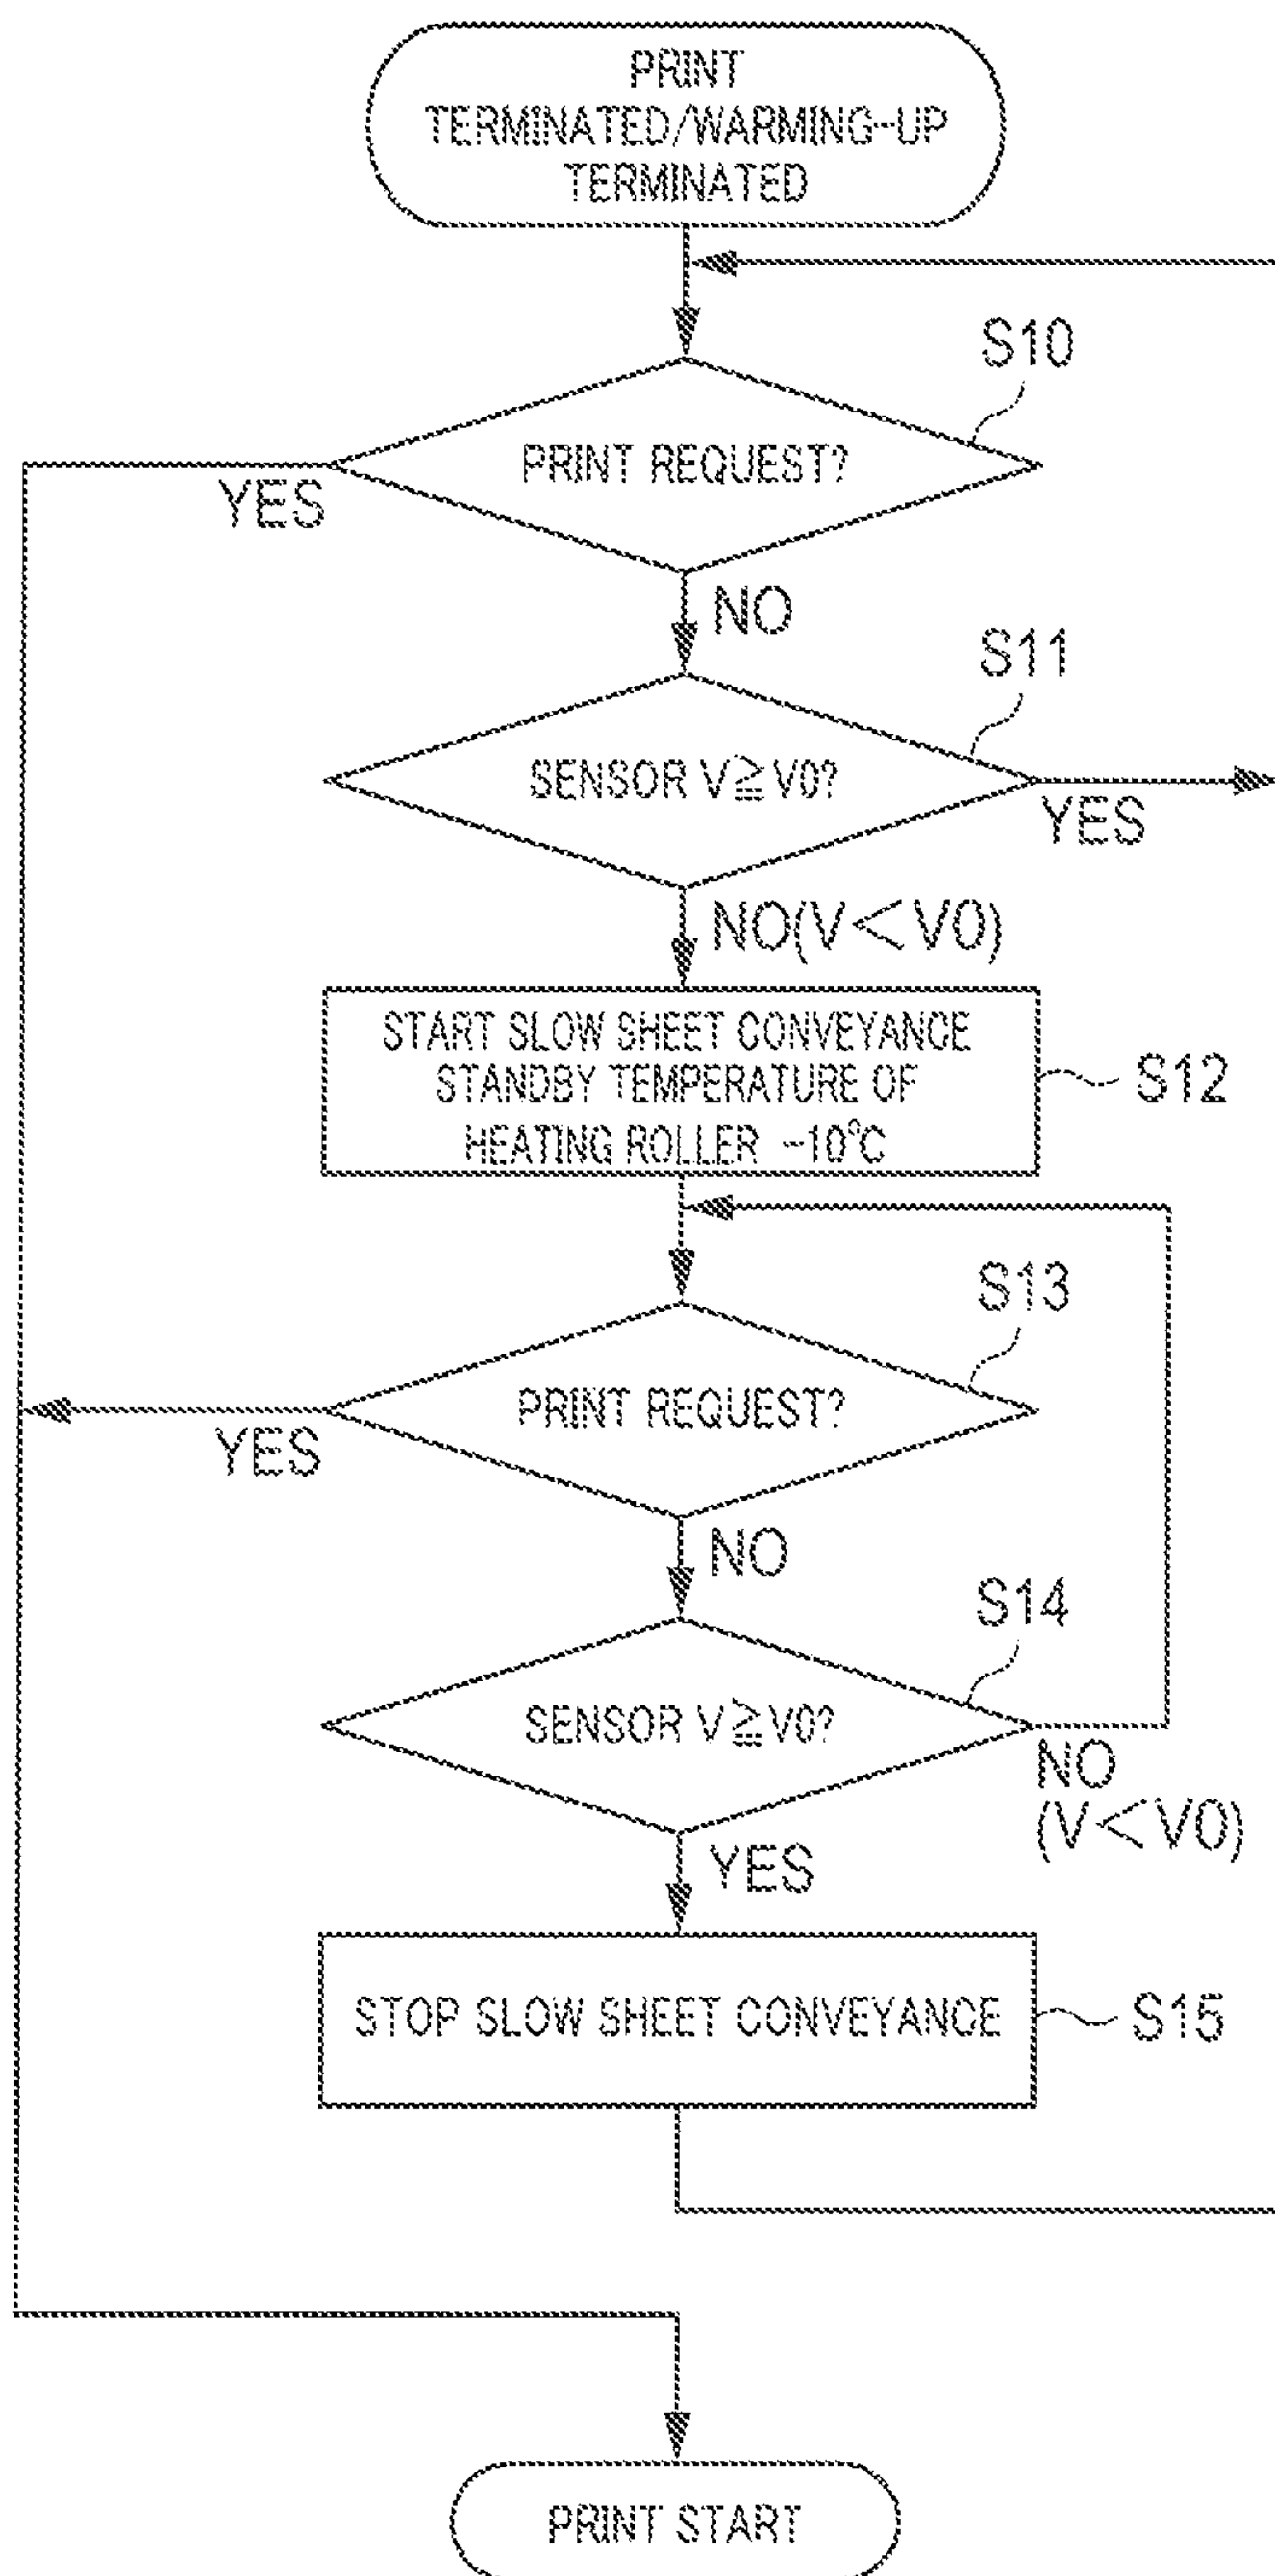 PRINT
TERMINATED/WARMING-UP
TERMINATED
S10
PRINT REQUEST?
YES
NO
S11
SENSOR V≧V0?
YES
NO(V<V0)
START SLOW SHEET CONVEYANCE
STANDBY TEMPERATURE OF
HEATING ROLLER -10°C
S12
S13
PRINT REQUEST?
YES
NO
S14
SENSOR V≧V0?
NO
(V<V0)
YES
STOP SLOW SHEET CONVEYANCE
S15
PRINT START